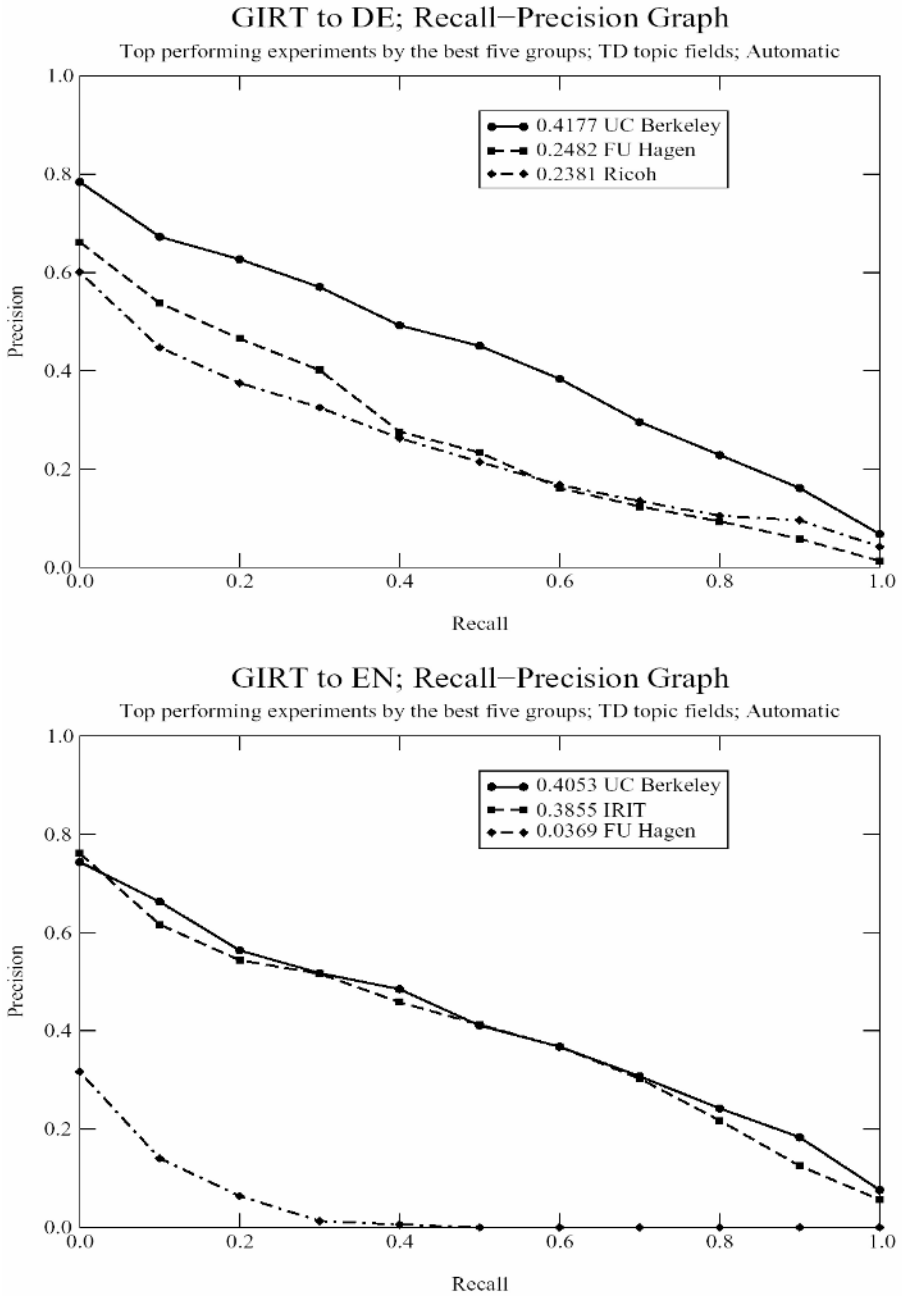 GIRT to DE; Recall−Precision Graph
Top performing experiments by the best five groups; TD topic fields; Automatic
1.0
0.8
0.6
0.4
0.2
0.0
Precision
0.4177 UC Berkeley
0.2482 FU Hagen
0.2381 Ricoh
0.0 0.2 0.4 0.6 0.8 1.0
Recall
GIRT to EN; Recall−Precision Graph
Top performing experiments by the best five groups; TD topic fields; Automatic
1.0
0.8
0.6
0.4
0.2
0.0
Precision
0.4053 UC Berkeley
0.3855 IRIT
0.0369 FU Hagen
0.0 0.2 0.4 0.6 0.8 1.0
Recall